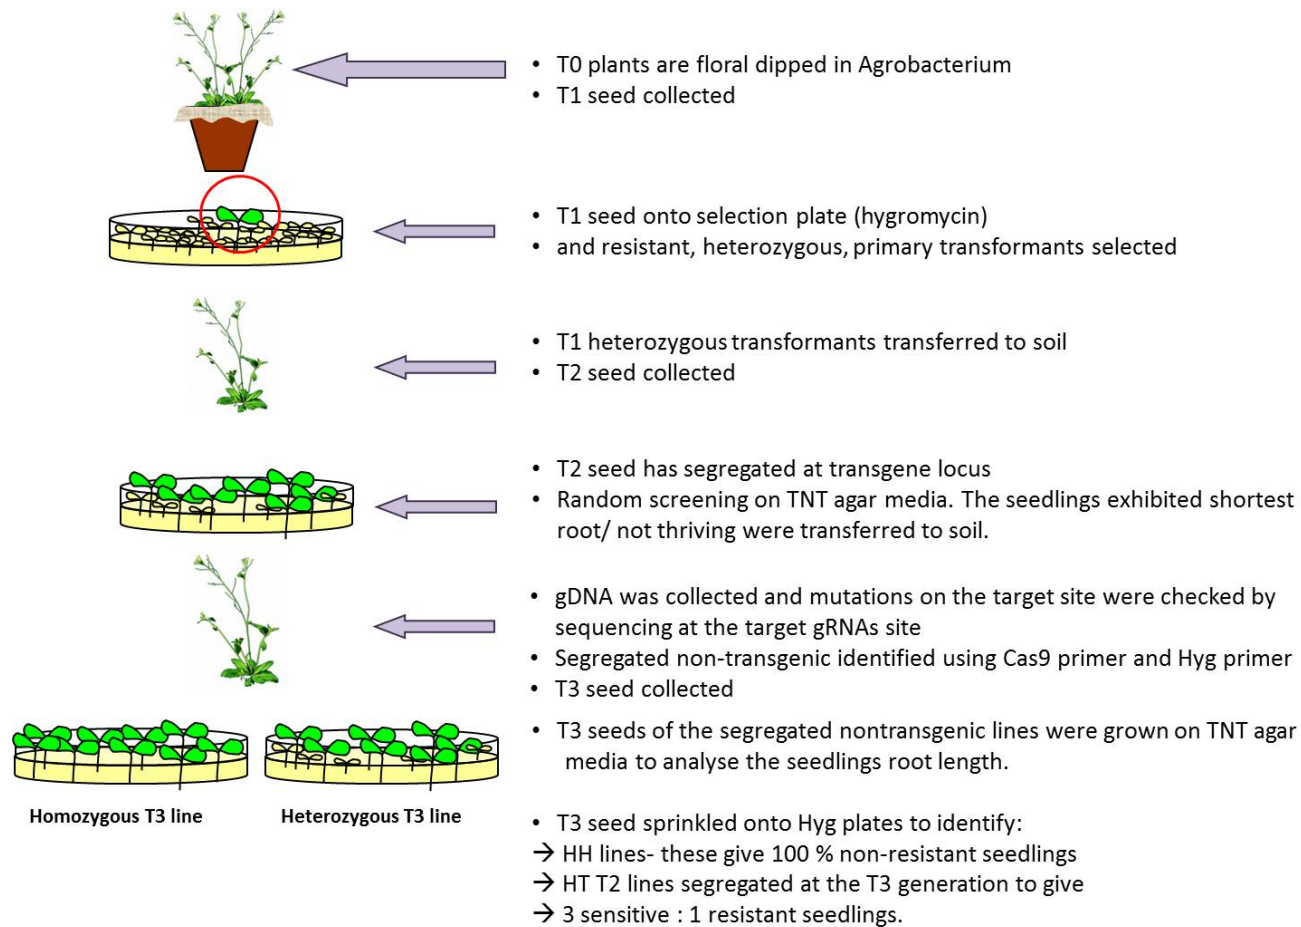 • T0 plants are floral dipped in Agrobacterium
• T1 seed collected
• T1 seed onto selection plate (hygromycin)
• and resistant, heterozygous, primary transformants selected
• T1 heterozygous transformants transferred to soil
• T2 seed collected
• T2 seed has segregated at transgene locus
• Random screening on TNT agar media. The seedlings exhibited shortest
root/ not thriving were transferred to soil.
• gDNA was collected and mutations on the target site were checked by
sequencing at the target gRNAs site
• Segregated non-transgenic identified using Cas9 primer and Hyg primer
• T3 seed collected
• T3 seeds of the segregated nontransgenic lines were grown on TNT agar
media to analyse the seedlings root length.
Homozygous T3 line
Heterozygous T3 line
• T3 seed sprinkled onto Hyg plates to identify:
→ HH lines- these give 100 % non-resistant seedlings
→ HT T2 lines segregated at the T3 generation to give
→ 3 sensitive : 1 resistant seedlings.